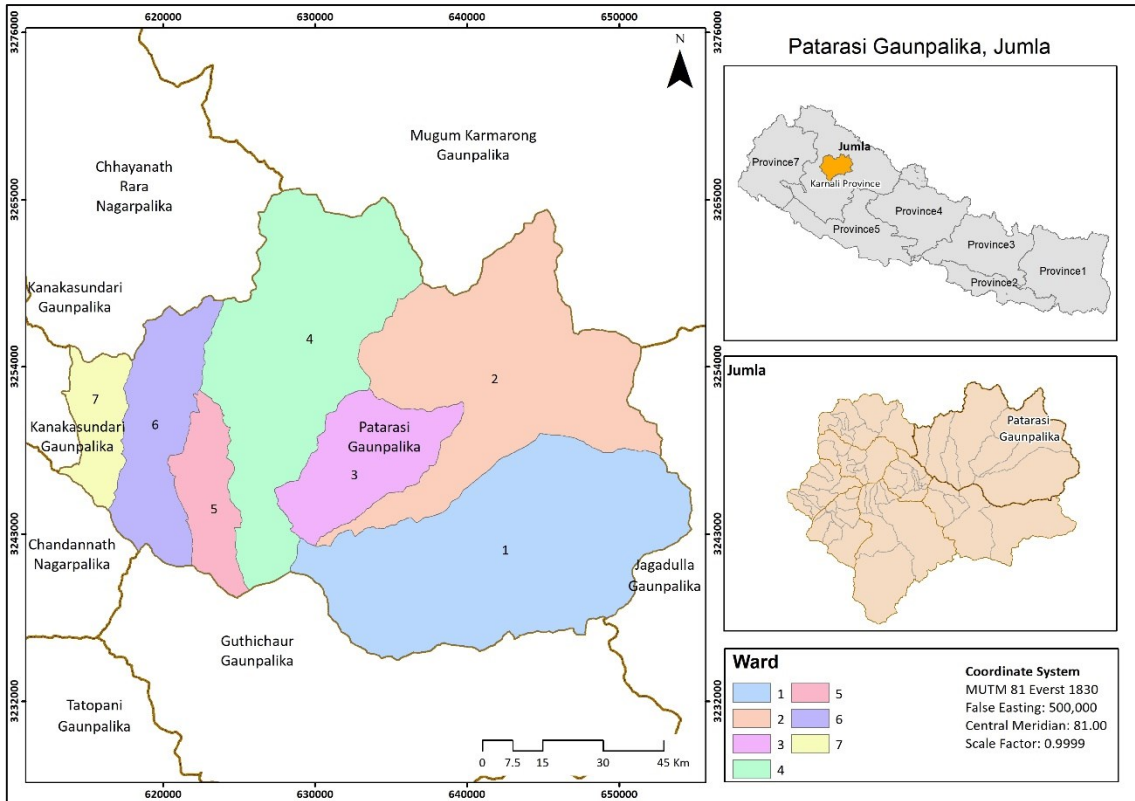 620000 630000 640000 650000
3276000
3265000
3254000
3243000
3232000
N
Mugum Karmarong
Gaunpalika
Chhayanath
Rara
Nagarpalika
Kanakasundari
Gaunpalika
4
2
7
Kanakasundari
Gaunpalika
6
Patarasi
Gaunpalika
3
5
1
Chandannath
Nagarpalika
Jagadulla
Gaunpalika
Guthichaur
Gaunpalika
Tatopani
Gaunpalika
0 7.5 15 30 45 Km
3276000
3265000
3254000
3243000
3232000
620000 630000 640000 650000
Patarasi Gaunpalika, Jumla
Jumla
Province7
Karnali Province
Province4
Province5
Province3
Province1
Province2
Jumla
Patarasi
Gaunpalika
Ward
1
2
3
4
5
6
7
Coordinate System
MUTM 81 Everst 1830
False Easting: 500,000
Central Meridian: 81.00
Scale Factor: 0.9999